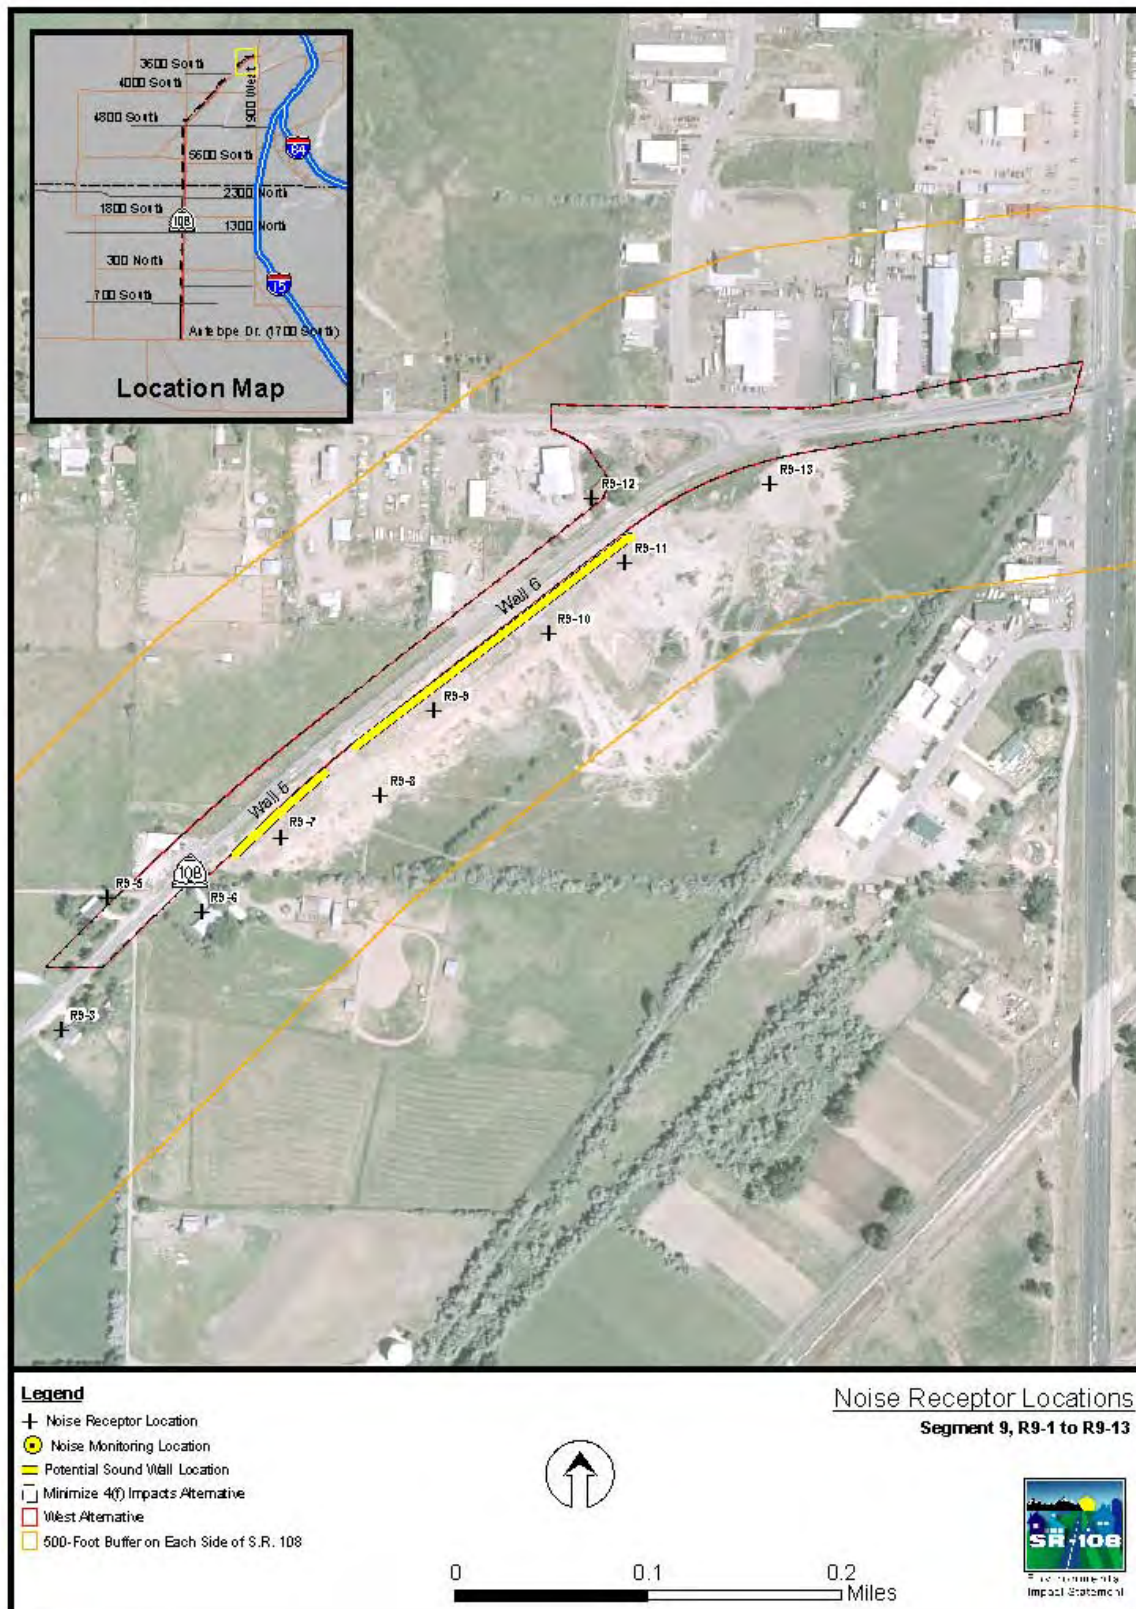 3600 South
4000 South
4800 South
1900 West
84
5600 South
2300 North
1800 South
108
1300 North
300 North
15
700 South
Antelope Dr. (1700 South)
Location Map
R9-13
R9-12
R9-11
Wall 6
R9-10
R9-9
R9-8
Wall 6
R9-7
108
R9-5
R9-6
R9-3
Legend
Noise Receptor Location
Noise Monitoring Location
Potential Sound Wall Location
Minimize 4(f) Impacts Alternative
West Alternative
500-Foot Buffer on Each Side of S.R. 108
Noise Receptor Locations
Segment 9, R9-1 to R9-13
0 0.1 0.2
Miles
SR-108
Environmental
Impact Statement